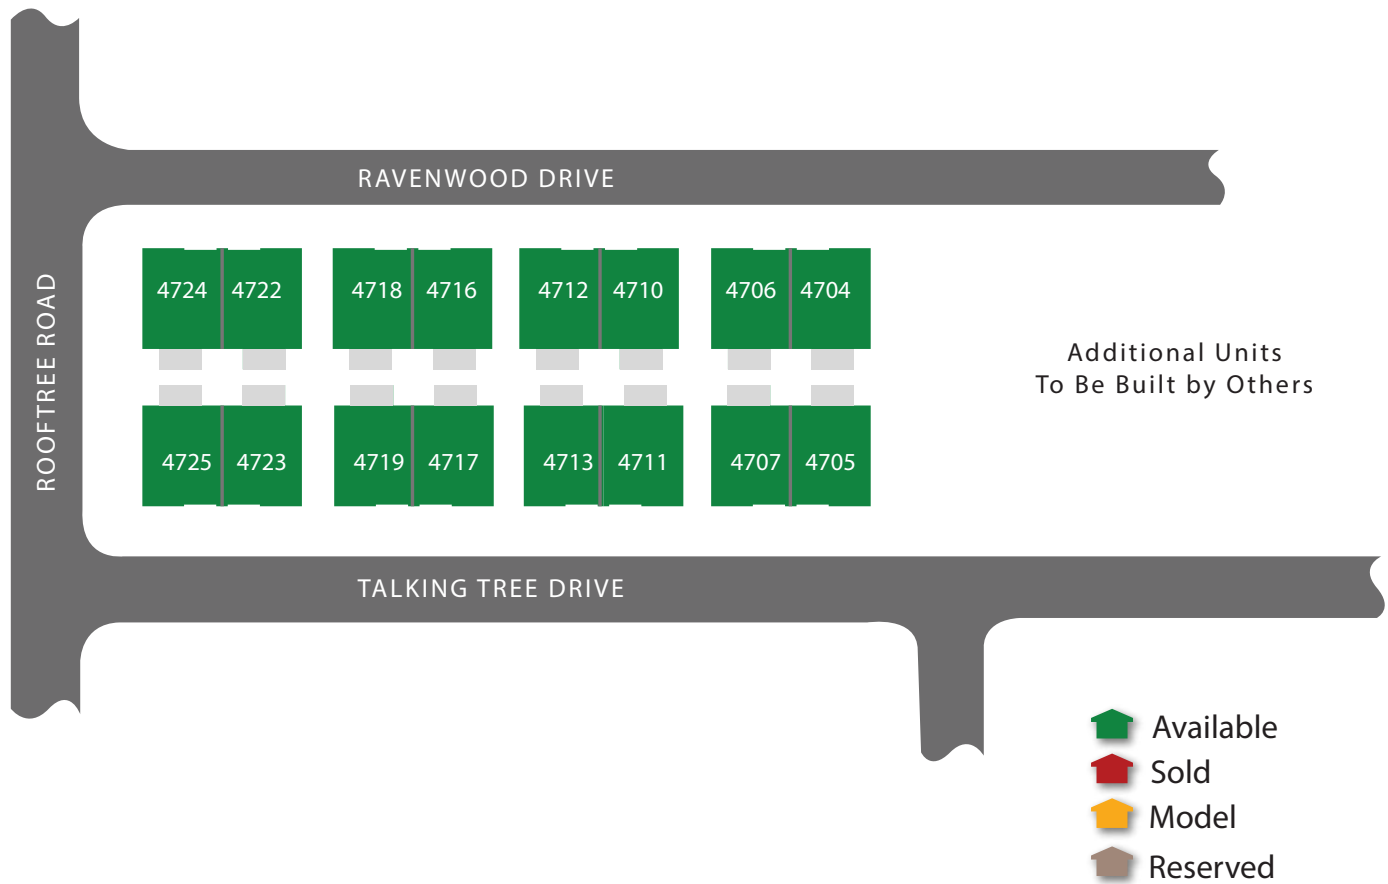 RAVENWOOD DRIVE
ROOFTREE ROAD
4724 4722 4718 4716 4712 4710 4706 4704
Additional Units
To Be Built by Others
4725 4723 4719 4717 4713 4711 4707 4705
TALKING TREE DRIVE
Available
Sold
Model
Reserved